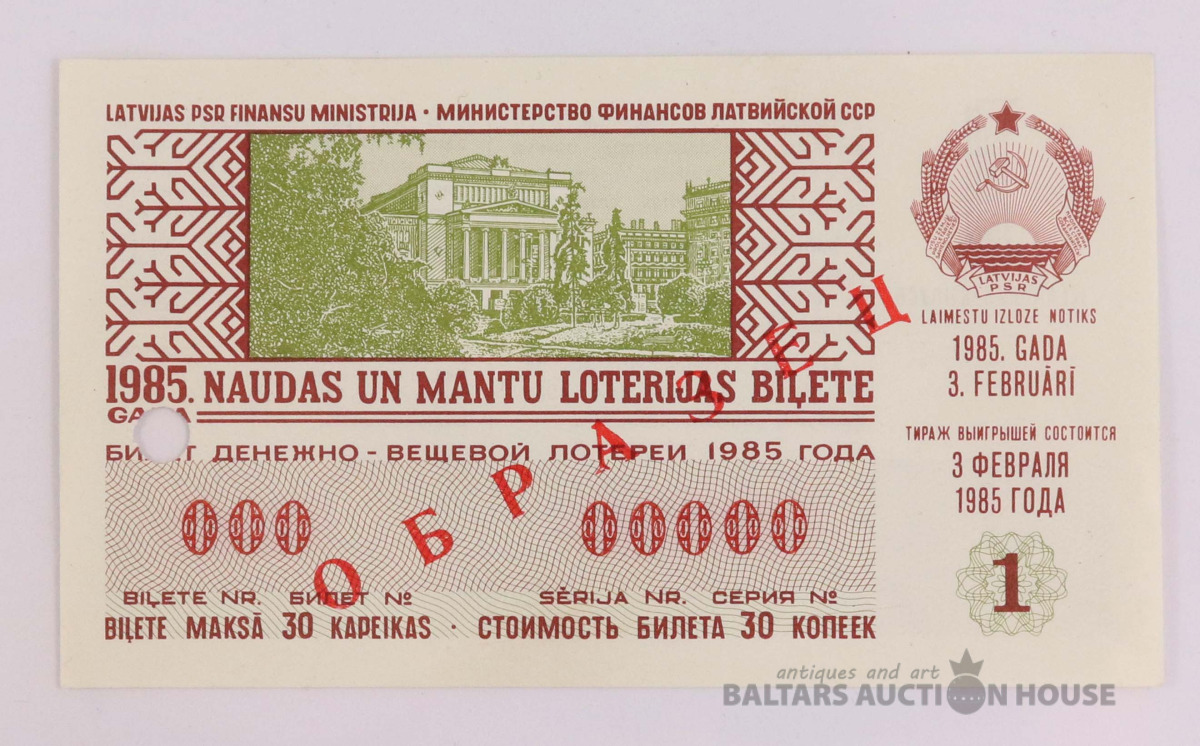 LATVIJAS PSR FINANSU MINISTRIJA · МИНИСТЕРСТВО ФИНАНСОВ ЛАТВИЙСКОЙ ССР
1985. NAUDAS UN MANTU LOTERIJAS BIĻETE
GADA
БИЛЕТ ДЕНЕЖНО-ВЕЩЕВОЙ ЛОТЕРЕИ 1985 ГОДА
000 00000
ОБРАЗЕЦ
BIĻETE NR. БИЛЕТ № SĒRIJA NR. СЕРИЯ №
BIĻETE MAKSĀ 30 KAPEIKAS · СТОИМОСТЬ БИЛЕТА 30 КОПЕЕК
LATVIJAS
PSR
LAIMESTU IZLOZE NOTIKS
1985. GADA
3. FEBRUĀRĪ
ТИРАЖ ВЫИГРЫШЕЙ СОСТОИТСЯ
3 ФЕВРАЛЯ
1985 ГОДА
1
antiques and art
BALTARS AUCTION HOUSE